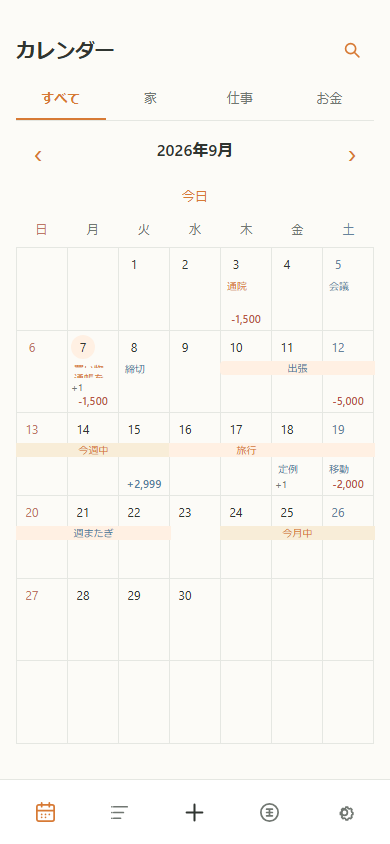 カレンダー
すべて 家 仕事 お金
‹ 2026年9月 ›
今日
日 月 火 水 木 金 土
1 2 3 4 5
通院 会議
-1,500
6 7 8 9 10 11 12
締切 出張
+1
-1,500 -5,000
13 14 15 16 17 18 19
今週中 旅行
定例 移動
+2,999 +1 -2,000
20 21 22 23 24 25 26
週またぎ 今月中
27 28 29 30